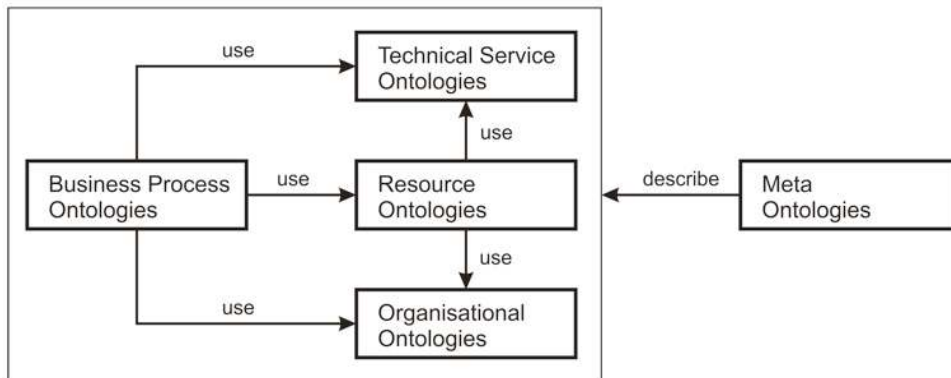 use
Technical Service
Ontologies
use
Business Process
Ontologies
use
Resource
Ontologies
describe
Meta
Ontologies
use
use
Organisational
Ontologies